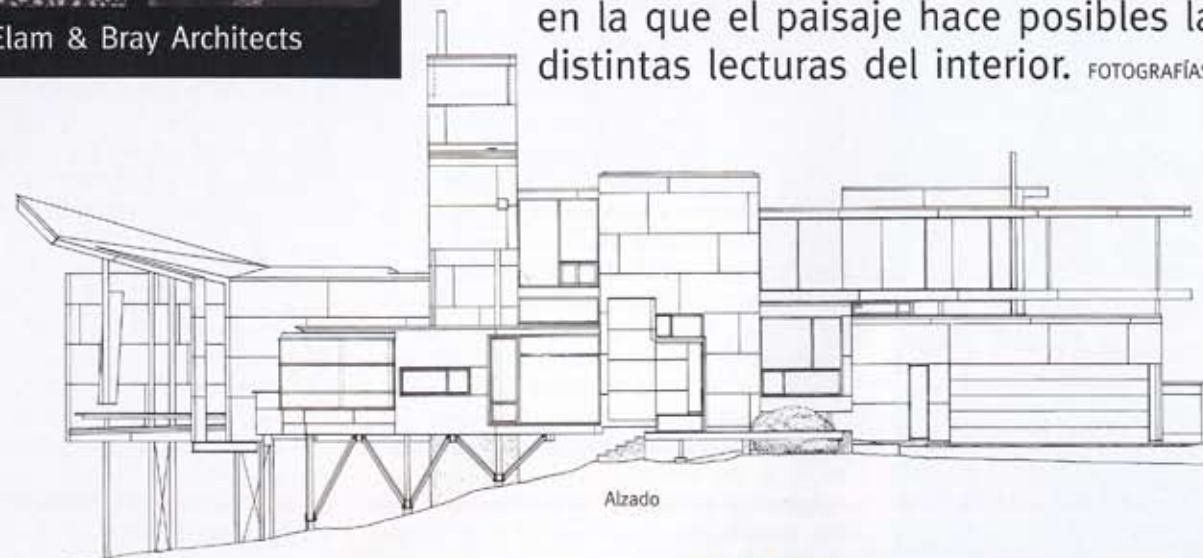 Elam & Bray Architects
en la que el paisaje hace posibles la
distintas lecturas del interior. FOTOGRAFÍAS
Alzado